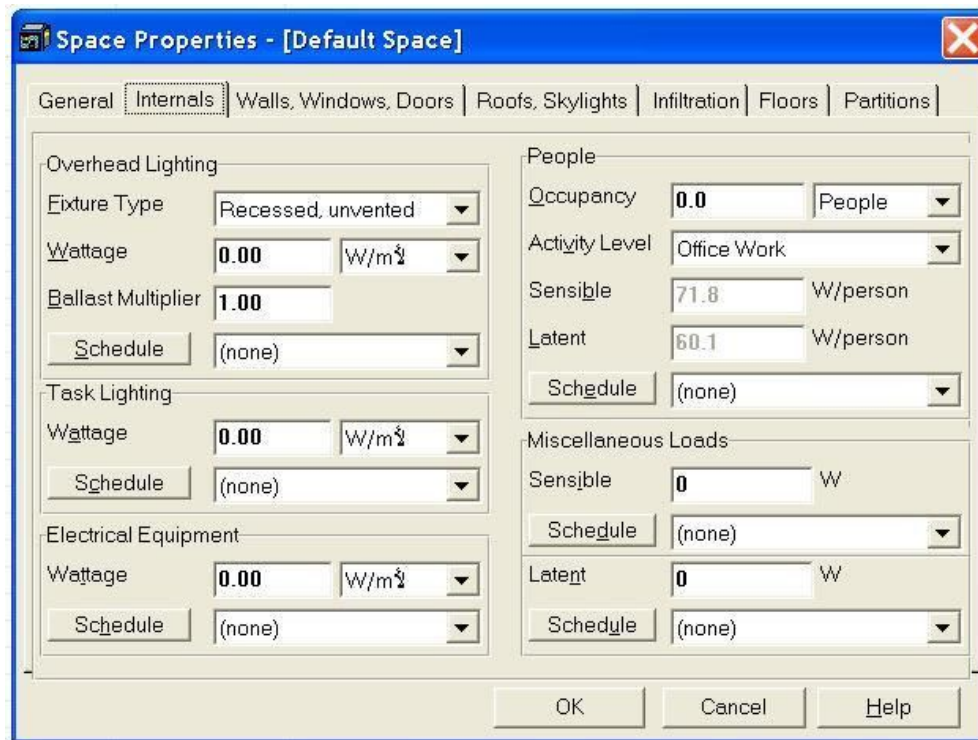 Space Properties - [Default Space]
General Internals Walls, Windows, Doors Roofs, Skylights Infiltration Floors Partitions
Overhead Lighting
Fixture Type Recessed, unvented
Wattage 0.00 W/m²
Ballast Multiplier 1.00
Schedule (none)
Task Lighting
Wattage 0.00 W/m²
Schedule (none)
Electrical Equipment
Wattage 0.00 W/m²
Schedule (none)
People
Occupancy 0.0 People
Activity Level Office Work
Sensible 71.8 W/person
Latent 60.1 W/person
Schedule (none)
Miscellaneous Loads
Sensible 0 W
Schedule (none)
Latent 0 W
Schedule (none)
OK Cancel Help